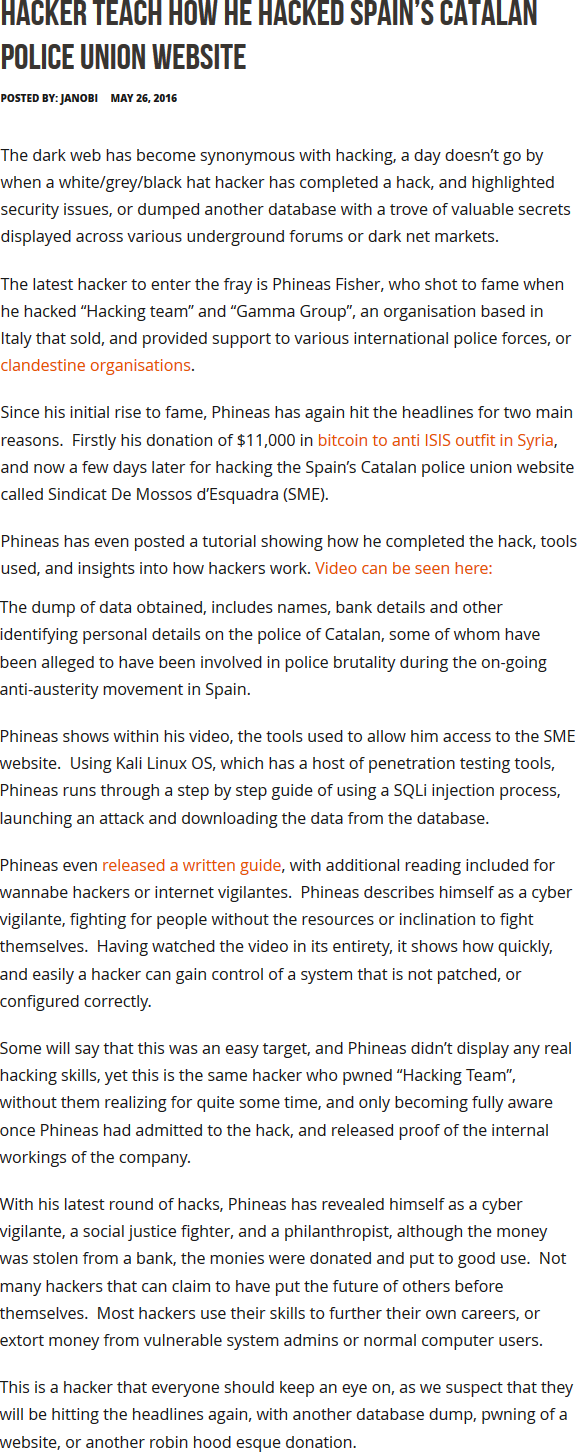 HACKER TEACH HOW HE HACKED SPAIN’S CATALAN
POLICE UNION WEBSITE
POSTED BY: JANOBI MAY 26, 2016
The dark web has become synonymous with hacking, a day doesn’t go by
when a white/grey/black hat hacker has completed a hack, and highlighted
security issues, or dumped another database with a trove of valuable secrets
displayed across various underground forums or dark net markets.
The latest hacker to enter the fray is Phineas Fisher, who shot to fame when
he hacked “Hacking team” and “Gamma Group”, an organisation based in
Italy that sold, and provided support to various international police forces, or
clandestine organisations.
Since his initial rise to fame, Phineas has again hit the headlines for two main
reasons.  Firstly his donation of $11,000 in bitcoin to anti ISIS outfit in Syria,
and now a few days later for hacking the Spain’s Catalan police union website
called Sindicat De Mossos d’Esquadra (SME).
Phineas has even posted a tutorial showing how he completed the hack, tools
used, and insights into how hackers work. Video can be seen here:
The dump of data obtained, includes names, bank details and other
identifying personal details on the police of Catalan, some of whom have
been alleged to have been involved in police brutality during the on-going
anti-austerity movement in Spain.
Phineas shows within his video, the tools used to allow him access to the SME
website.  Using Kali Linux OS, which has a host of penetration testing tools,
Phineas runs through a step by step guide of using a SQLi injection process,
launching an attack and downloading the data from the database.
Phineas even released a written guide, with additional reading included for
wannabe hackers or internet vigilantes.  Phineas describes himself as a cyber
vigilante, fighting for people without the resources or inclination to fight
themselves.  Having watched the video in its entirety, it shows how quickly,
and easily a hacker can gain control of a system that is not patched, or
configured correctly.
Some will say that this was an easy target, and Phineas didn’t display any real
hacking skills, yet this is the same hacker who pwned “Hacking Team”,
without them realizing for quite some time, and only becoming fully aware
once Phineas had admitted to the hack, and released proof of the internal
workings of the company.
With his latest round of hacks, Phineas has revealed himself as a cyber
vigilante, a social justice fighter, and a philanthropist, although the money
was stolen from a bank, the monies were donated and put to good use.  Not
many hackers that can claim to have put the future of others before
themselves.  Most hackers use their skills to further their own careers, or
extort money from vulnerable system admins or normal computer users.
This is a hacker that everyone should keep an eye on, as we suspect that they
will be hitting the headlines again, with another database dump, pwning of a
website, or another robin hood esque donation.